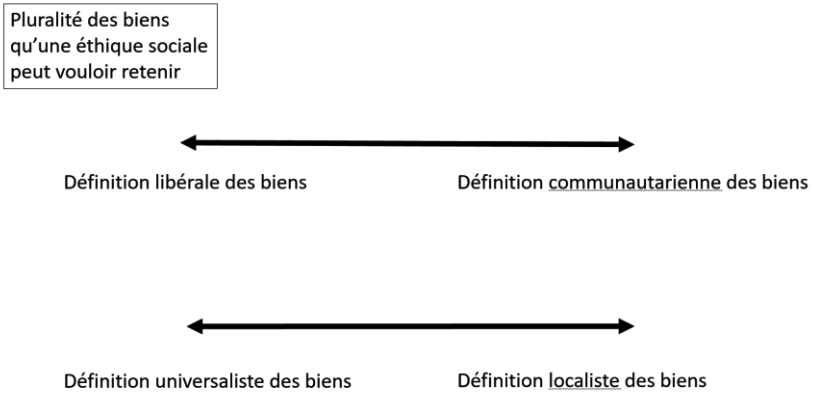 Pluralité des biens
qu'une éthique sociale
peut vouloir retenir
Définition libérale des biens
Définition communautarienne des biens
Définition universaliste des biens
Définition localiste des biens